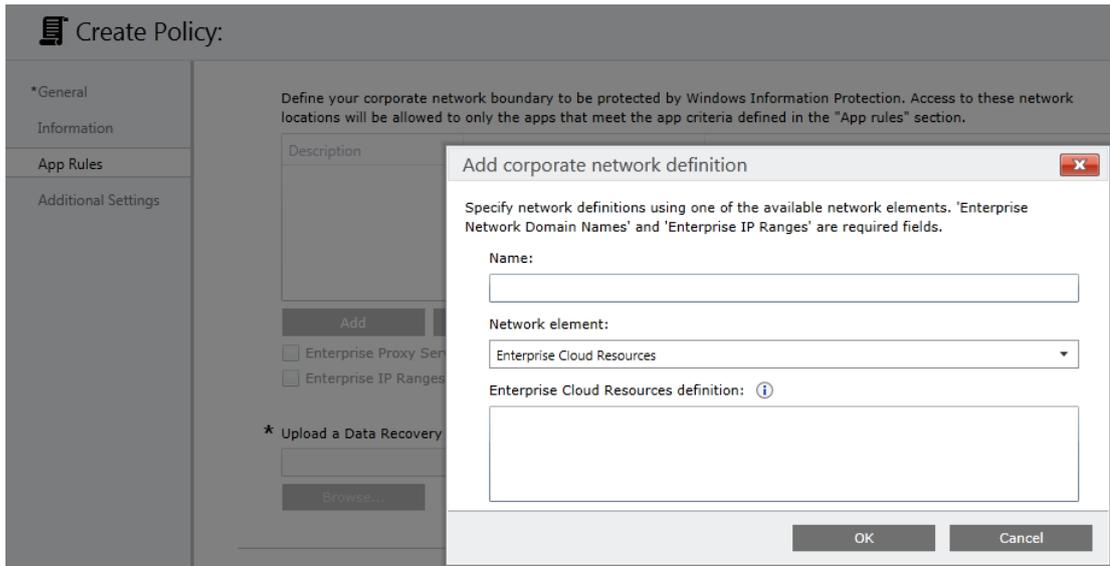 Create Policy:
*General
Information
App Rules
Additional Settings
Define your corporate network boundary to be protected by Windows Information Protection. Access to these network
locations will be allowed to only the apps that meet the app criteria defined in the "App rules" section.
Description
Add
Enterprise Proxy Ser
Enterprise IP Ranges
* Upload a Data Recovery
Browse...
Add corporate network definition
Specify network definitions using one of the available network elements. 'Enterprise
Network Domain Names' and 'Enterprise IP Ranges' are required fields.
Name:
Network element:
Enterprise Cloud Resources
Enterprise Cloud Resources definition:
OK
Cancel